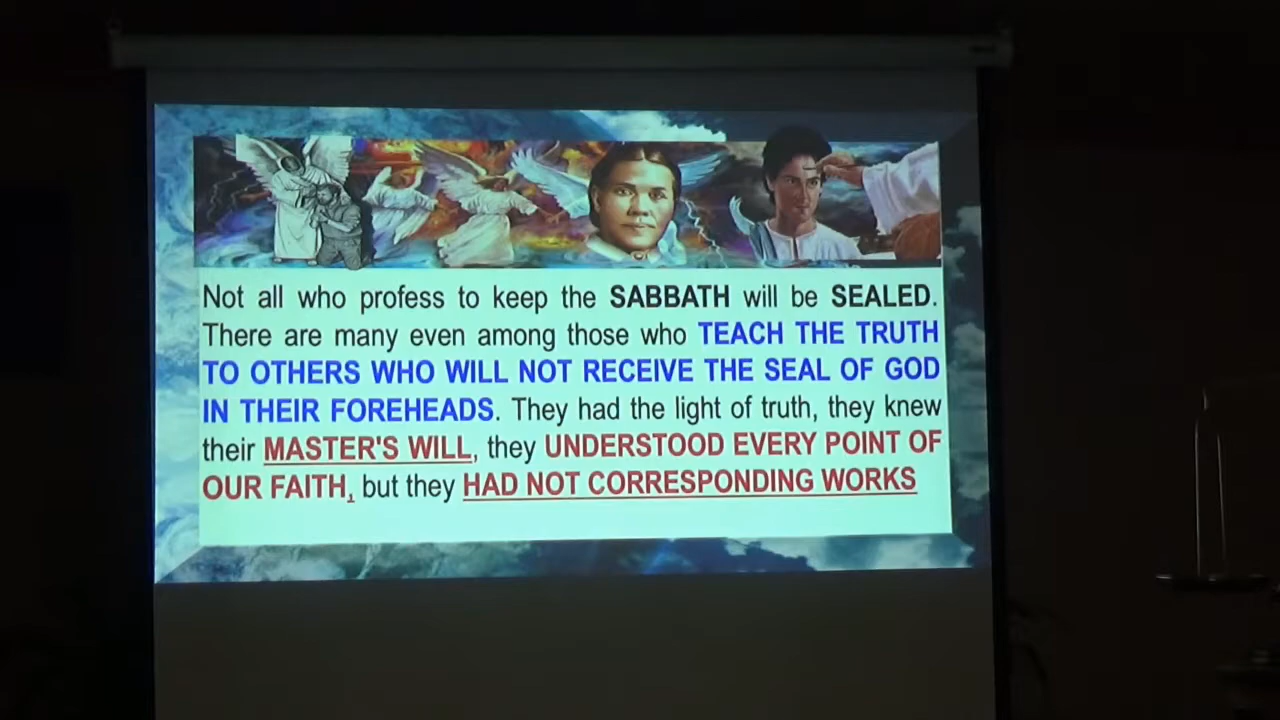 Not all who profess to keep the SABBATH will be SEALED.
There are many even among those who TEACH THE TRUTH
TO OTHERS WHO WILL NOT RECEIVE THE SEAL OF GOD
IN THEIR FOREHEADS. They had the light of truth, they knew
their MASTER'S WILL, they UNDERSTOOD EVERY POINT OF
OUR FAITH, but they HAD NOT CORRESPONDING WORKS